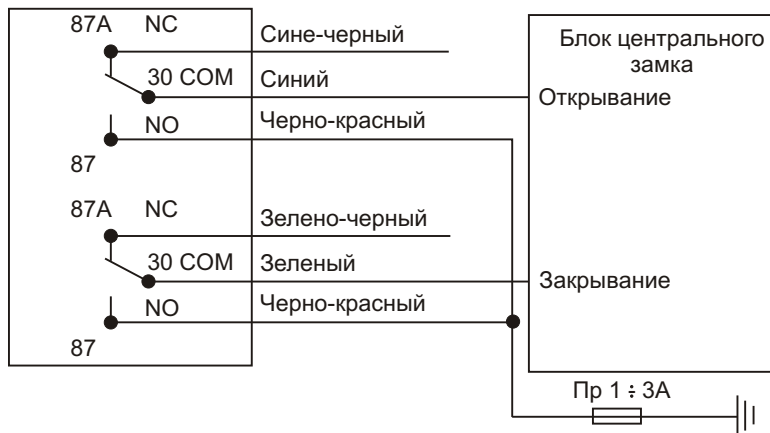 87A NC
Сине-черный
30 COM
Синий
NO
Черно-красный
87
87A NC
Зелено-черный
30 COM
Зеленый
NO
Черно-красный
87
Блок центрального
замка
Открывание
Закрывание
Пр 1 ÷ 3А